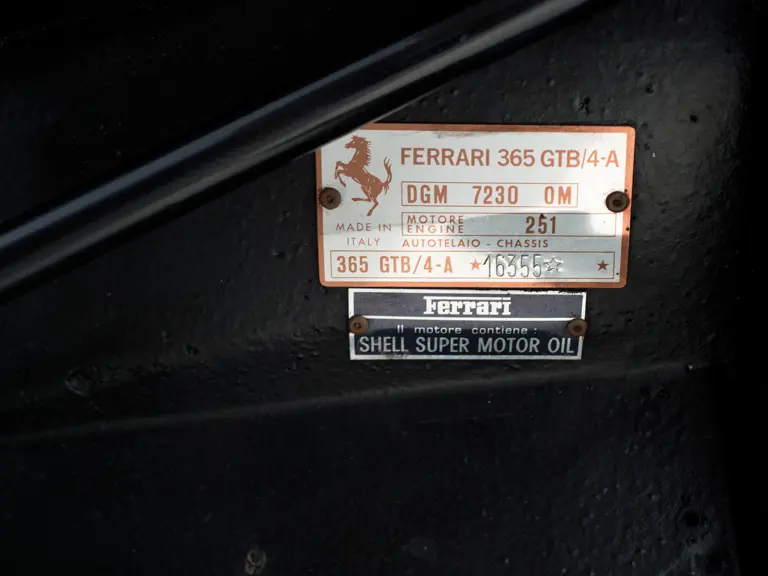 FERRARI 365 GTB/4-A
DGM 7230 OM
MADE IN ITALY
MOTORE ENGINE 251
AUTOTELAIO - CHASSIS
365 GTB/4-A ★16355☆ ★
Ferrari
Il motore contiene :
SHELL SUPER MOTOR OIL